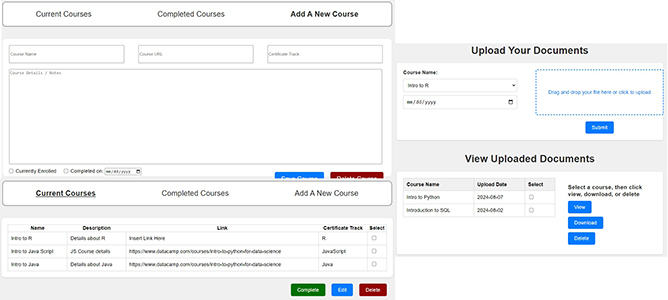 Current Courses Completed Courses Add A New Course
Course Name Course URL Certificate Track
Course Details / Notes
Currently Enrolled Completed on: mm/dd/yyyy
Save Course Delete Course
Current Courses Completed Courses Add A New Course
Name Description Link Certificate Track Select
Intro to R Details about R Insert Link Here R
Intro to Java Script JS Course details https://www.datacamp.com/courses/intro-to-python-for-data-science JavaScript
Intro to Java Details about Java https://www.datacamp.com/courses/intro-to-python-for-data-science Java
Complete Edit Delete
Upload Your Documents
Course Name:
Intro to R
mm/dd/yyyy
Drag and drop your file here or click to upload
Submit
View Uploaded Documents
Course Name Upload Date Select
Intro to Python 2024-08-07
Introduction to SQL 2024-08-02
Select a course, then click
view, download, or delete
View
Download
Delete